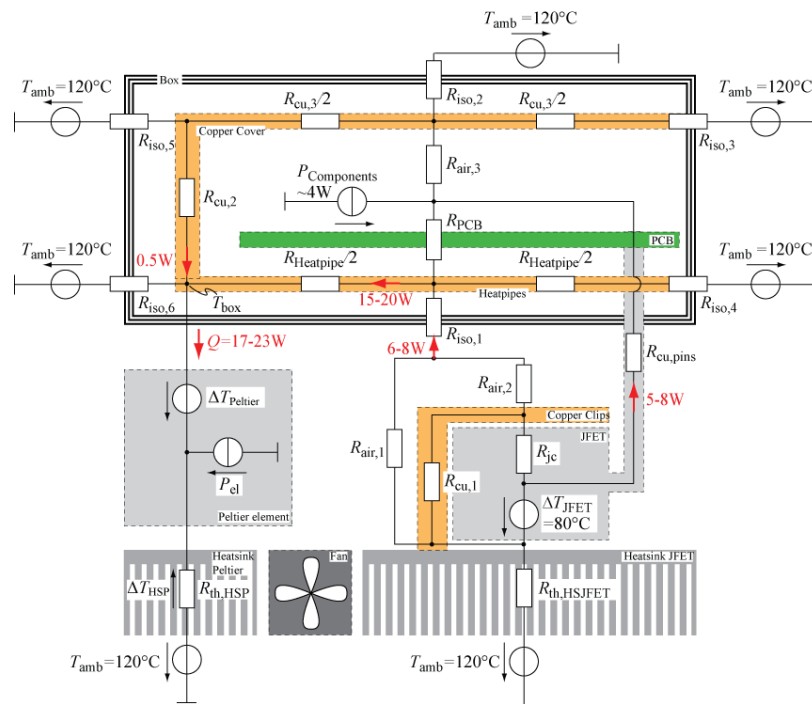 T_amb=120°C
T_amb=120°C
Box
T_amb=120°C
R_cu,3/2
R_iso,2
R_cu,3/2
R_iso,5
Copper Cover
R_iso,3
R_air,3
P_Components
~4W
R_cu,2
R_PCB
PCB
T_amb=120°C
0.5W
R_Heatpipe/2
R_Heatpipe/2
T_amb=120°C
R_iso,6
T_box
15-20W
Heatpipes
R_iso,4
R_iso,1
Q=17-23W
6-8W
R_cu,pins
R_air,2
ΔT_Peltier
5-8W
Copper Clips
JFET
R_air,1
R_jc
R_cu,1
P_el
ΔT_JFET
=80°C
Peltier element
Heatsink
Peltier
Fan
Heatsink JFET
ΔT_HSP
R_th,HSP
R_th,HSJFET
T_amb=120°C
T_amb=120°C